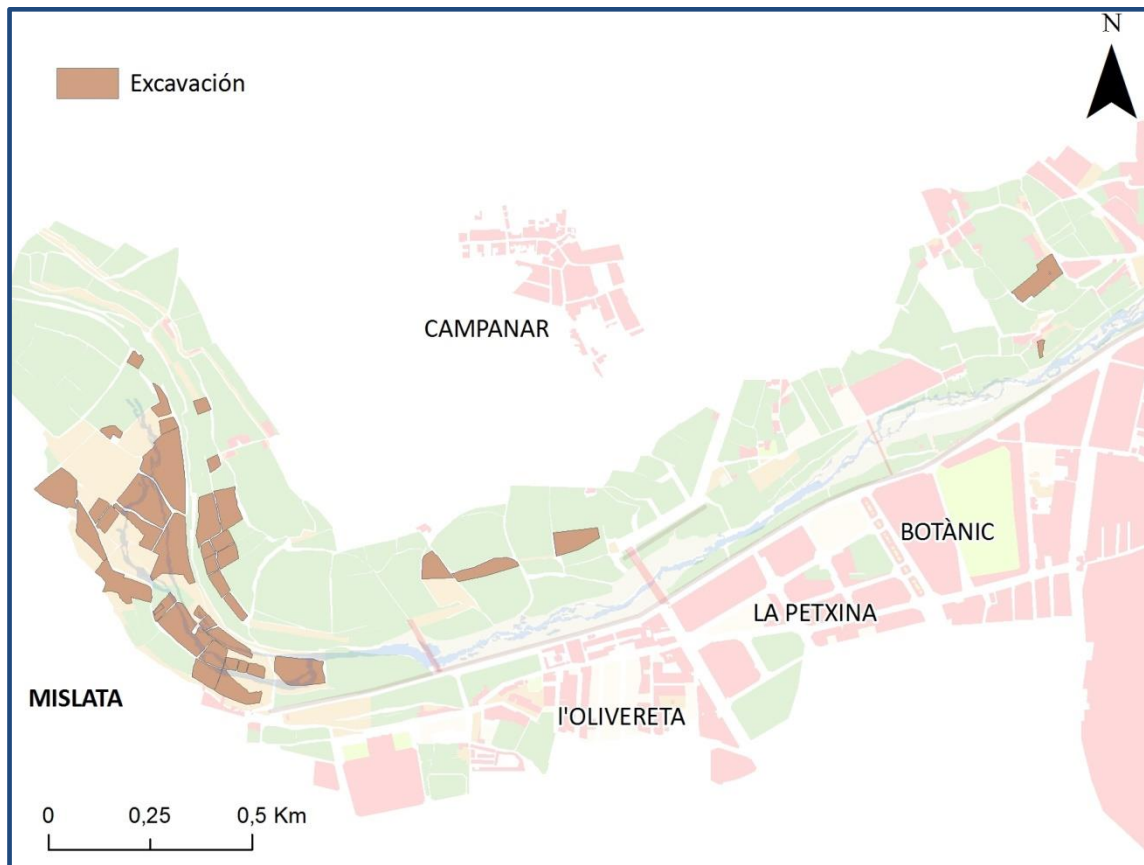 N
Excavación
CAMPANAR
BOTÀNIC
LA PETXINA
MISLATA
l'OLIVERETA
0 0,25 0,5 Km